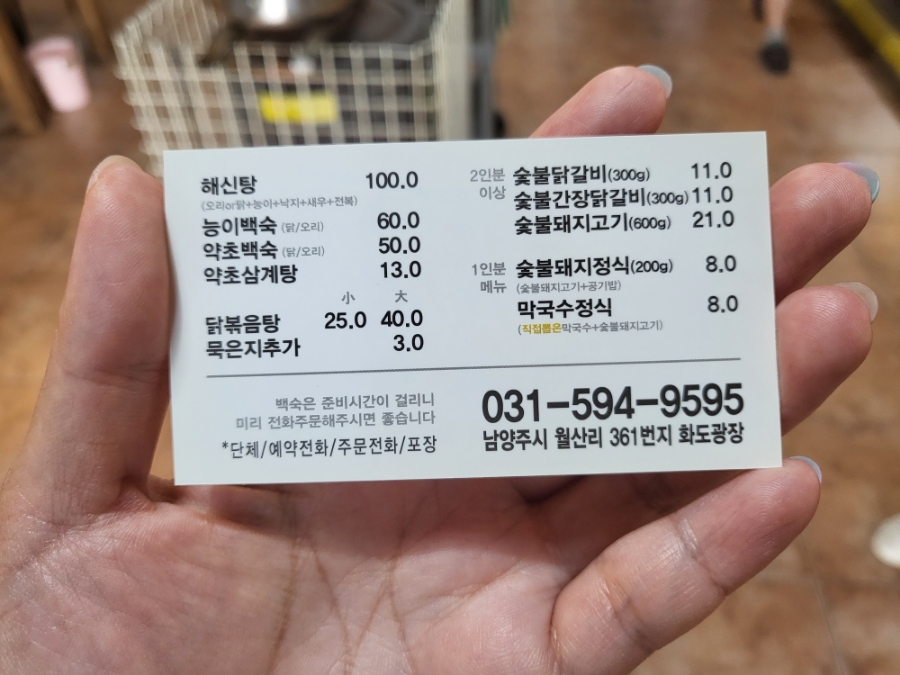 해신탕 100.0
(오리or닭+능이+낙지+새우+전복)
능이백숙 (닭/오리) 60.0
약초백숙 (닭/오리) 50.0
약초삼계탕 13.0
小 大
닭볶음탕 25.0 40.0
묵은지추가 3.0
2인분 숯불닭갈비(300g) 11.0
이상 숯불간장닭갈비(300g) 11.0
숯불돼지고기(600g) 21.0
1인분 숯불돼지정식(200g) 8.0
메뉴 (숯불돼지고기+공기밥)
막국수정식 8.0
(직접뽑은막국수+숯불돼지고기)
백숙은 준비시간이 걸리니
미리 전화주문해주시면 좋습니다
*단체/예약전화/주문전화/포장
031-594-9595
남양주시 월산리 361번지 화도광장